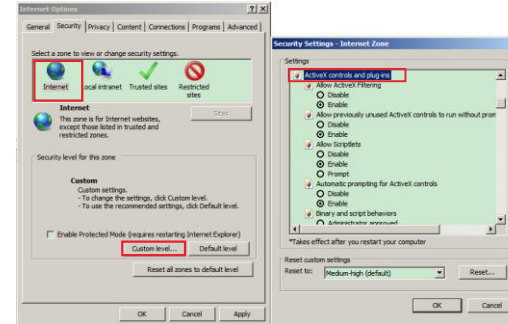 Internet Options
? X
General Security Privacy Content Connections Programs Advanced
Select a zone to view or change security settings.
Internet Local intranet Trusted sites Restricted sites
Internet
Sites
This zone is for Internet websites,
except those listed in trusted and
restricted zones.
Security level for this zone
Custom
Custom settings.
- To change the settings, click Custom level.
- To use the recommended settings, click Default level.
Enable Protected Mode (requires restarting Internet Explorer)
Custom level... Default level
Reset all zones to default level
OK Cancel Apply
Security Settings - Internet Zone
Settings
ActiveX controls and plug-ins
Allow ActiveX Filtering
Disable
Enable
Allow previously unused ActiveX controls to run without prom
Disable
Enable
Allow Scriptlets
Disable
Enable
Prompt
Automatic prompting for ActiveX controls
Disable
Enable
Binary and script behaviors
Administrator approved
*Takes effect after you restart your computer
Reset custom settings
Reset to: Medium-high (default) Reset...
OK Cancel